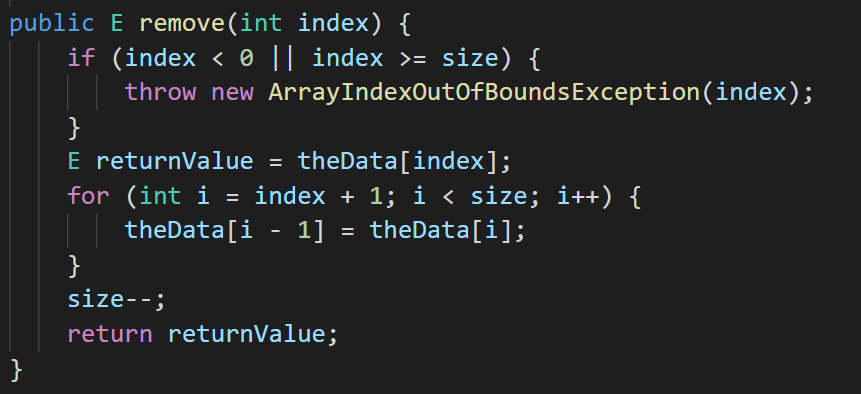 public E remove(int index) {
    if (index < 0 || index >= size) {
        throw new ArrayIndexOutOfBoundsException(index);
    }
    E returnValue = theData[index];
    for (int i = index + 1; i < size; i++) {
        theData[i - 1] = theData[i];
    }
    size--;
    return returnValue;
}